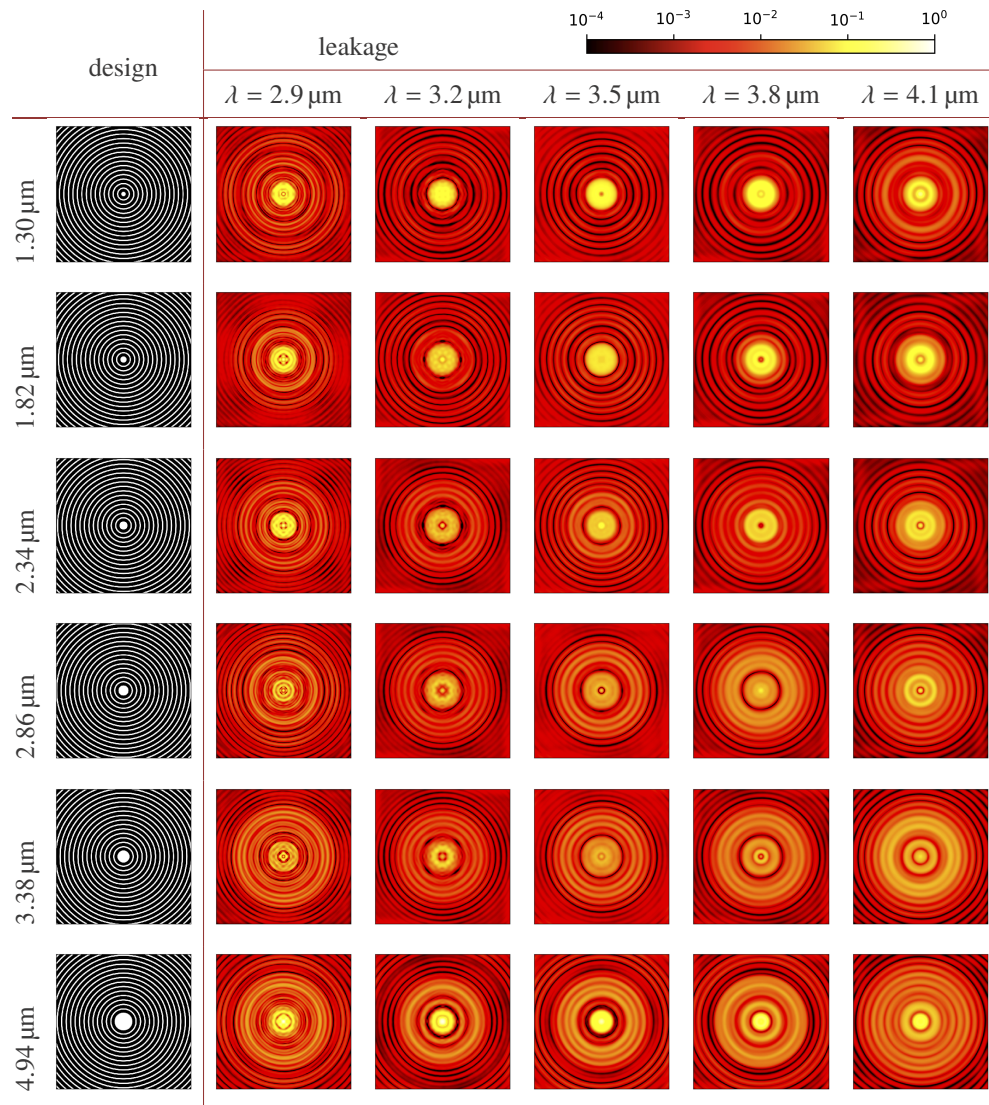 10⁻⁴ 10⁻³ 10⁻² 10⁻¹ 10⁰
leakage
design
λ = 2.9 µm λ = 3.2 µm λ = 3.5 µm λ = 3.8 µm λ = 4.1 µm
1.30 µm
1.82 µm
2.34 µm
2.86 µm
3.38 µm
4.94 µm